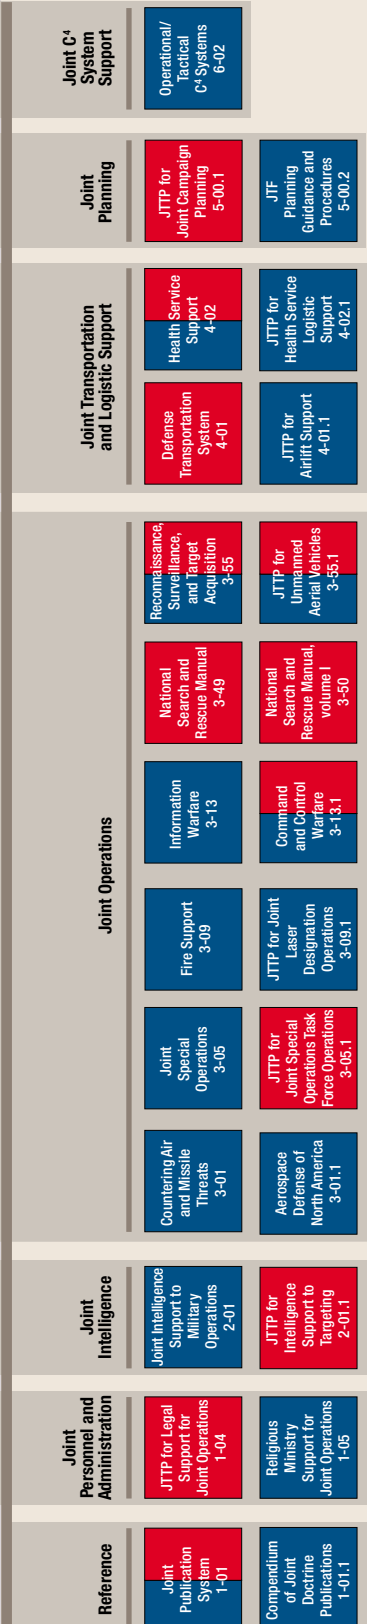 Reference
Joint
Publication
System
1-01
Compendium
of Joint
Doctrine
Publications
1-01.1
Joint
Personnel and
Administration
JTTP for Legal
Support for
Joint Operations
1-04
Religious
Ministry
Support for
Joint Operations
1-05
Joint
Intelligence
Joint Intelligence
Support to
Military
Operations
2-01
JTTP for
Intelligence
Support to
Targeting
2-01.1
Joint Operations
Countering Air
and Missile
Threats
3-01
Aerospace
Defense of
North America
3-01.1
Joint
Special
Operations
3-05
JTTP for
Joint Special
Operations Task
Force Operations
3-05.1
Fire Support
3-09
JTTP for Joint
Laser
Designation
Operations
3-09.1
Information
Warfare
3-13
Command
and Control
Warfare
3-13.1
National
Search and
Rescue Manual
3-49
National
Search and
Rescue Manual,
volume I
3-50
Reconnaissance,
Surveillance,
and Target
Acquisition
3-55
JTTP for
Unmanned
Aerial Vehicles
3-55.1
Joint Transportation
and Logistic Support
Defense
Transportation
System
4-01
JTTP for
Airlift Support
4-01.1
Health Service
Support
4-02
JTTP for
Health Service
Logistic
Support
4-02.1
Joint
Planning
JTTP for
Joint Campaign
Planning
5-00.1
JTF
Planning
Guidance and
Procedures
5-00.2
Joint C⁴
System
Support
Operational/
Tactical
C⁴ Systems
6-02